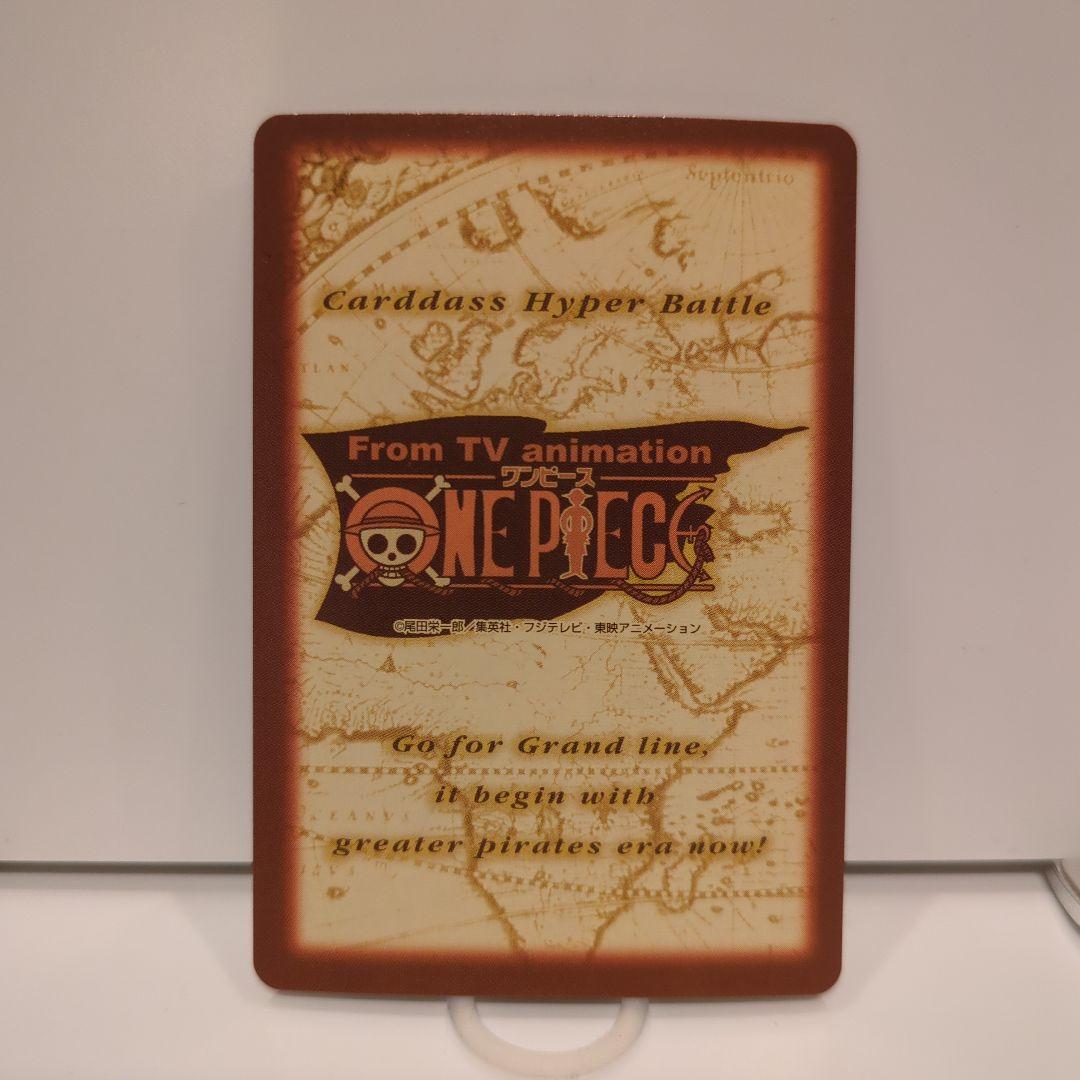 Septentrio
Carddass Hyper Battle
TLAN
From TV animation
ワンピース
ONE PIECE
©尾田栄一郎／集英社・フジテレビ・東映アニメーション
Go for Grand line,
it begin with
CEANVS
greater pirates era now!